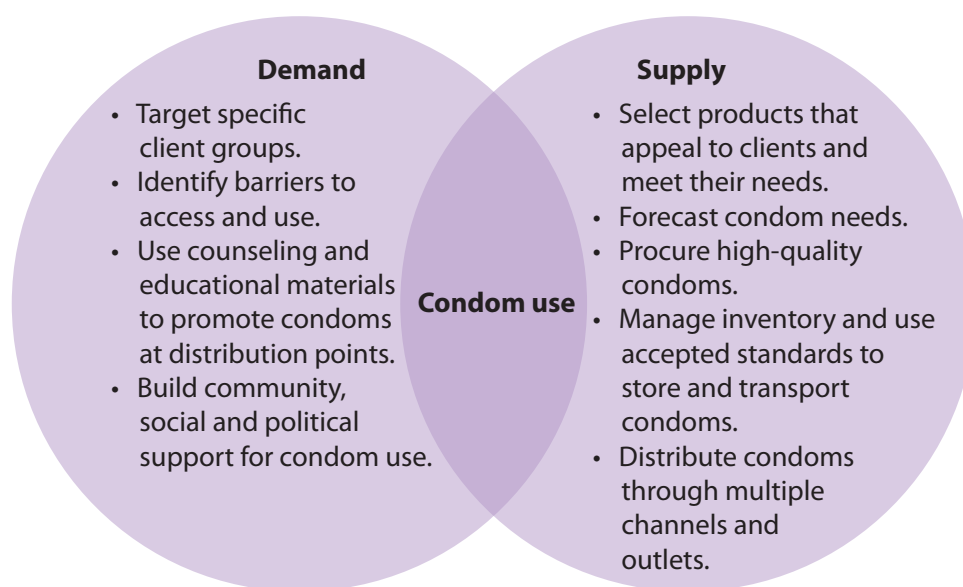 Demand
• Target specific
client groups.
• Identify barriers to
access and use.
• Use counseling and
educational materials
to promote condoms
at distribution points.
• Build community,
social and political
support for condom use.
Condom use
Supply
• Select products that
appeal to clients and
meet their needs.
• Forecast condom needs.
• Procure high-quality
condoms.
• Manage inventory and use
accepted standards to
store and transport
condoms.
• Distribute condoms
through multiple
channels and
outlets.